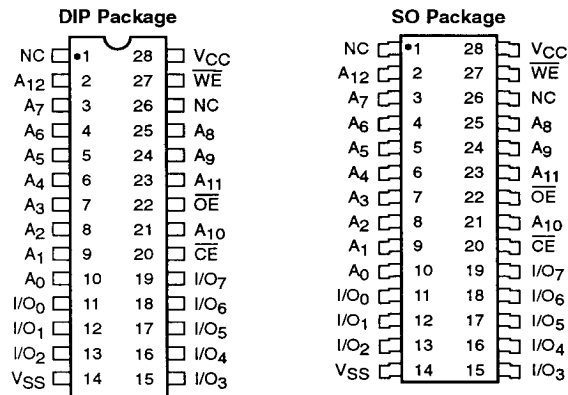 DIP Package
NC 1 28 VCC
A12 2 27 WE
A7 3 26 NC
A6 4 25 A8
A5 5 24 A9
A4 6 23 A11
A3 7 22 OE
A2 8 21 A10
A1 9 20 CE
A0 10 19 I/O7
I/O0 11 18 I/O6
I/O1 12 17 I/O5
I/O2 13 16 I/O4
VSS 14 15 I/O3
SO Package
NC 1 28 VCC
A12 2 27 WE
A7 3 26 NC
A6 4 25 A8
A5 5 24 A9
A4 6 23 A11
A3 7 22 OE
A2 8 21 A10
A1 9 20 CE
A0 10 19 I/O7
I/O0 11 18 I/O6
I/O1 12 17 I/O5
I/O2 13 16 I/O4
VSS 14 15 I/O3